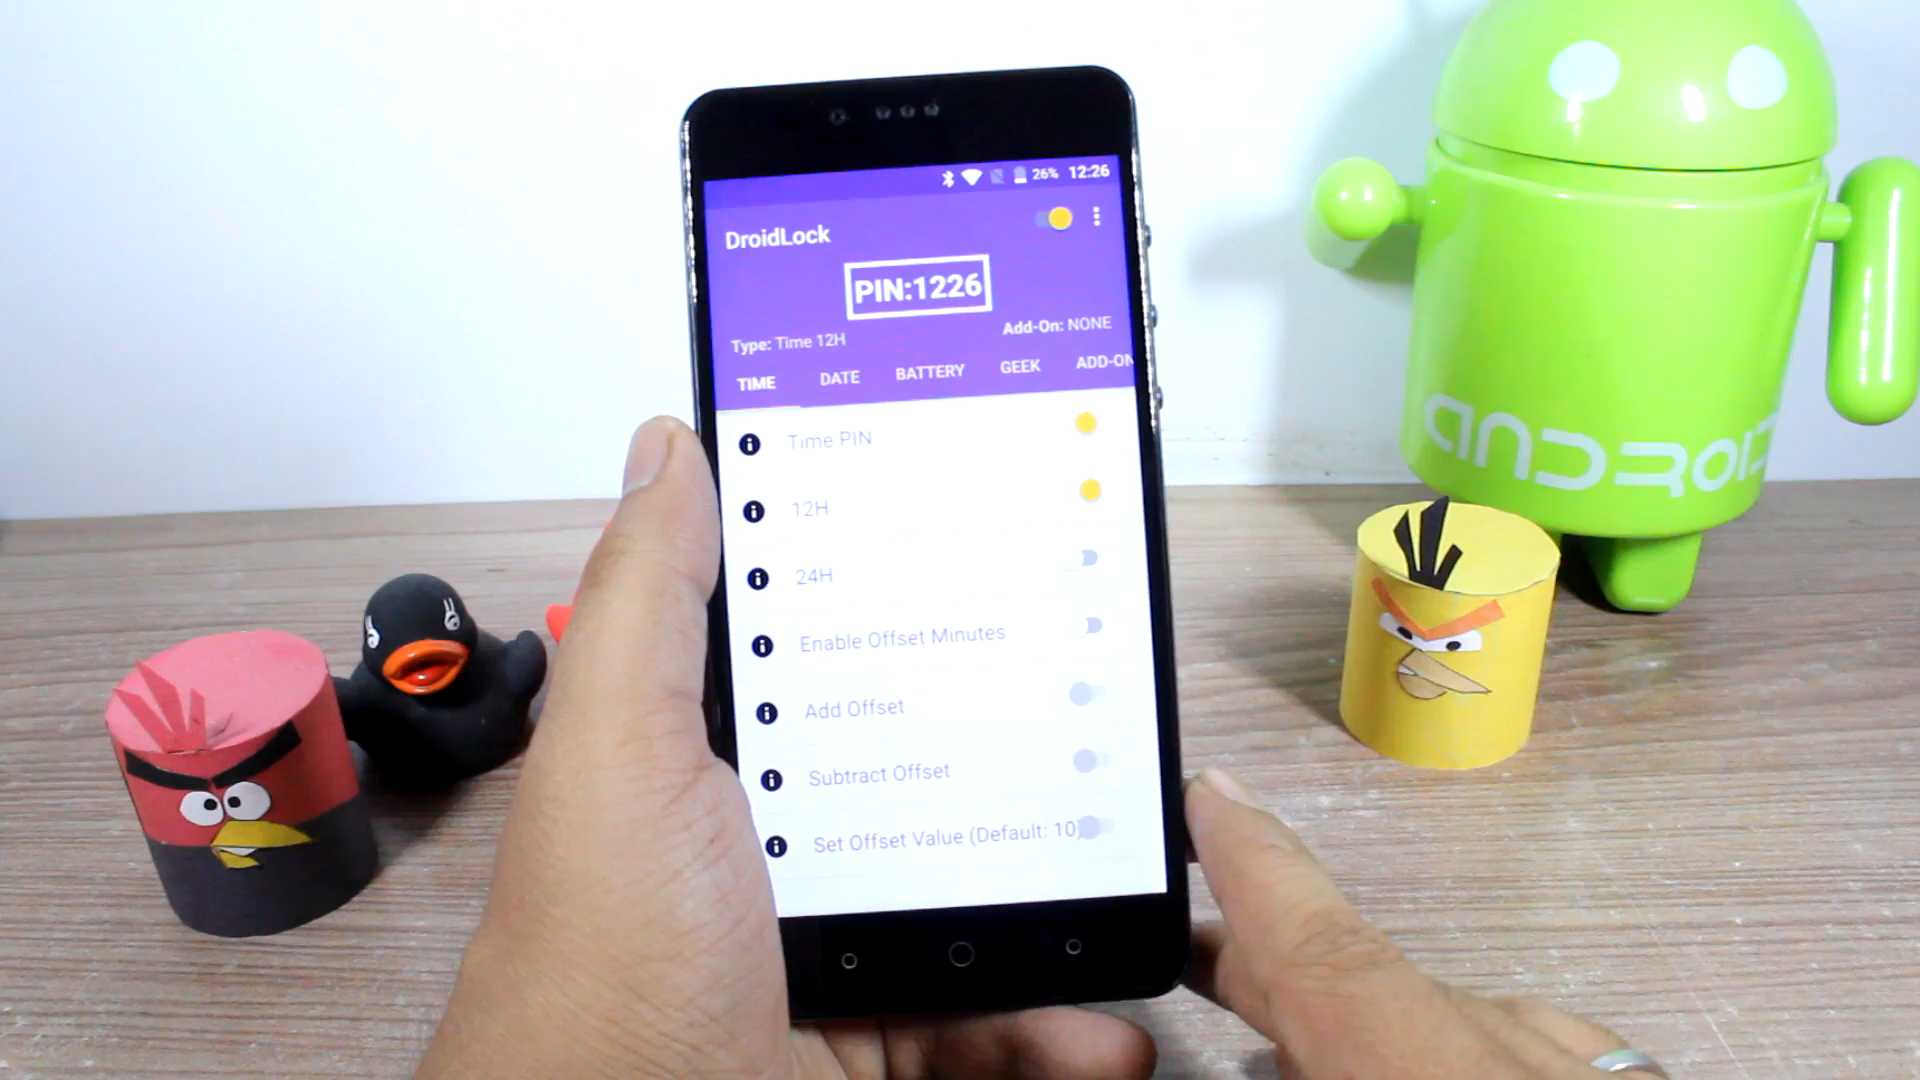 26% 12:26
DroidLock
PIN:1226
Type: Time 12H
Add-On: NONE
TIME DATE BATTERY GEEK ADD-ON
Time PIN
12H
24H
Enable Offset Minutes
Add Offset
Subtract Offset
Set Offset Value (Default: 10)
ANDROID